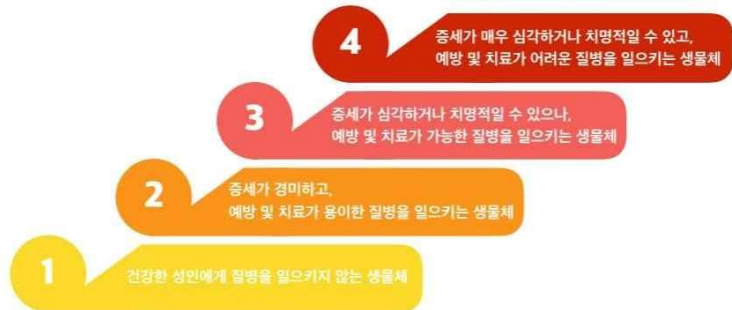 4
증세가 매우 심각하거나 치명적일 수 있고,
예방 및 치료가 어려운 질병을 일으키는 생물체
3
증세가 심각하거나 치명적일 수 있으나,
예방 및 치료가 가능한 질병을 일으키는 생물체
2
증세가 경미하고,
예방 및 치료가 용이한 질병을 일으키는 생물체
1
건강한 성인에게 질병을 일으키지 않는 생물체